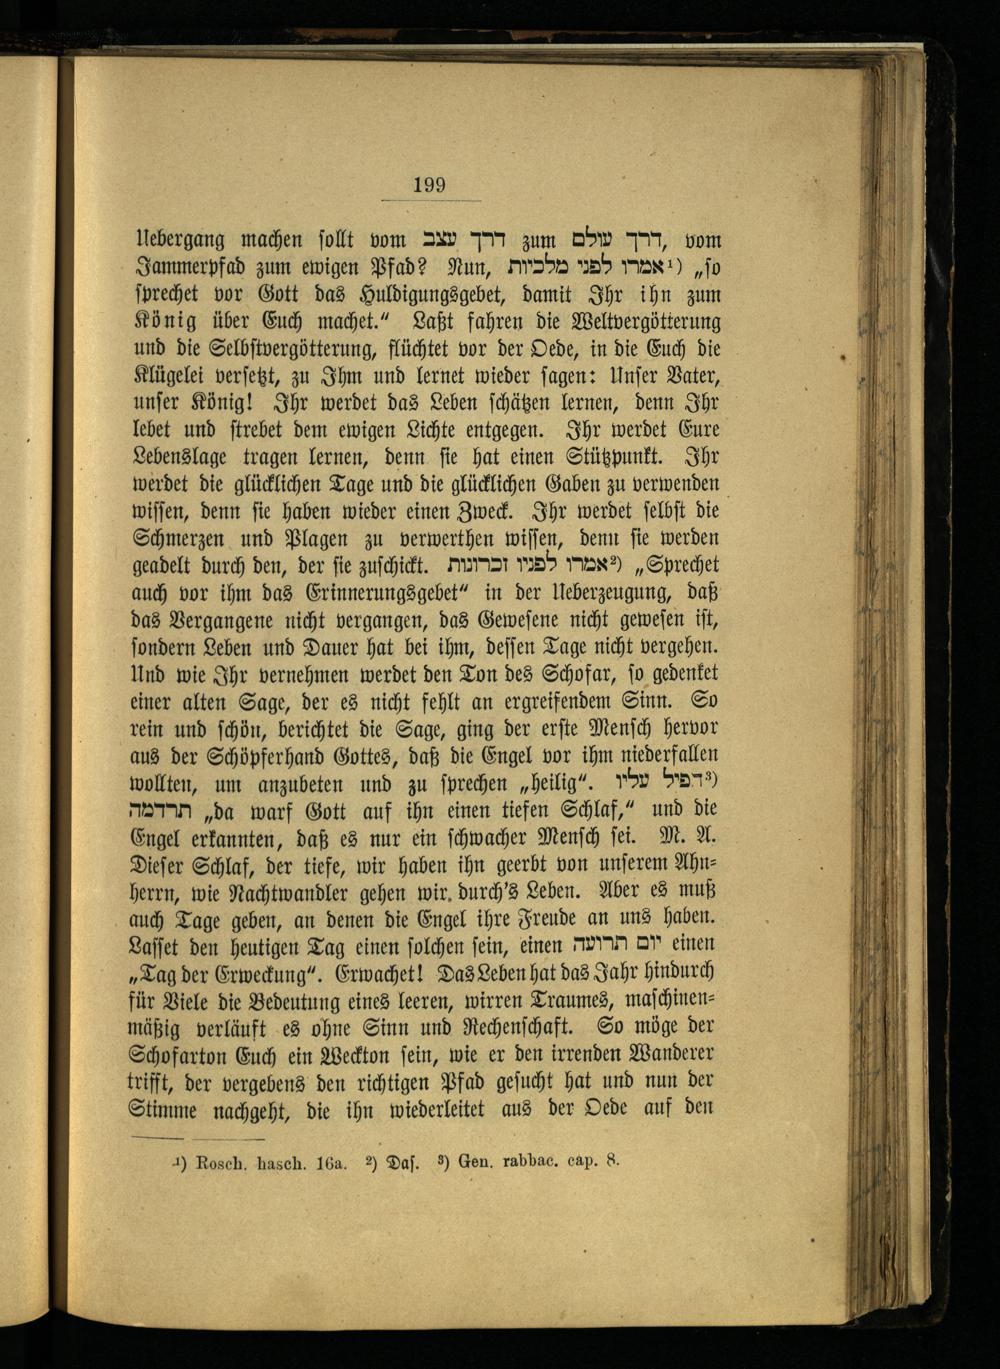 199
Uebergang machen sollt vom דרך עצב zum דרך עולם, vom
Jammerpfad zum ewigen Pfad? Nun, אמרו לפני מלכיות¹) „so
sprechet vor Gott das Huldigungsgebet, damit Ihr ihn zum
König über Euch machet.“ Laßt fahren die Weltvergötterung
und die Selbstvergötterung, flüchtet vor der Oede, in die Euch die
Klügelei versetzt, zu Ihm und lernet wieder sagen: Unser Vater,
unser König! Ihr werdet das Leben schätzen lernen, denn Ihr
lebet und strebet dem ewigen Lichte entgegen. Ihr werdet Eure
Lebenslage tragen lernen, denn sie hat einen Stützpunkt. Ihr
werdet die glücklichen Tage und die glücklichen Gaben zu verwenden
wissen, denn sie haben wieder einen Zweck. Ihr werdet selbst die
Schmerzen und Plagen zu verwerthen wissen, denn sie werden
geadelt durch den, der sie zuschickt. אמרו לפניו זכרונות²) „Sprechet
auch vor ihm das Erinnerungsgebet“ in der Ueberzeugung, daß
das Vergangene nicht vergangen, das Gewesene nicht gewesen ist,
sondern Leben und Dauer hat bei ihm, dessen Tage nicht vergehen.
Und wie Ihr vernehmen werdet den Ton des Schofar, so gedenket
einer alten Sage, der es nicht fehlt an ergreifendem Sinn. So
rein und schön, berichtet die Sage, ging der erste Mensch hervor
aus der Schöpferhand Gottes, daß die Engel vor ihm niederfallen
wollten, um anzubeten und zu sprechen „heilig“. הפיל עליו³)
תרדמה „da warf Gott auf ihn einen tiefen Schlaf,“ und die
Engel erkannten, daß es nur ein schwacher Mensch sei. M. A.
Dieser Schlaf, der tiefe, wir haben ihn geerbt von unserem Ahn-
herrn, wie Nachtwandler gehen wir durch's Leben. Aber es muß
auch Tage geben, an denen die Engel ihre Freude an uns haben.
Lasset den heutigen Tag einen solchen sein, einen יום תרועה einen
„Tag der Erweckung“. Erwachet! Das Leben hat das Jahr hindurch
für Viele die Bedeutung eines leeren, wirren Traumes, maschinen-
mäßig verläuft es ohne Sinn und Rechenschaft. So möge der
Schofarton Euch ein Weckton sein, wie er den irrenden Wanderer
trifft, der vergebens den richtigen Pfad gesucht hat und nun der
Stimme nachgeht, die ihn wiederleitet aus der Oede auf den
¹) Rosch. hasch. 16a. ²) Das. ³) Gen. rabbac. cap. 8.